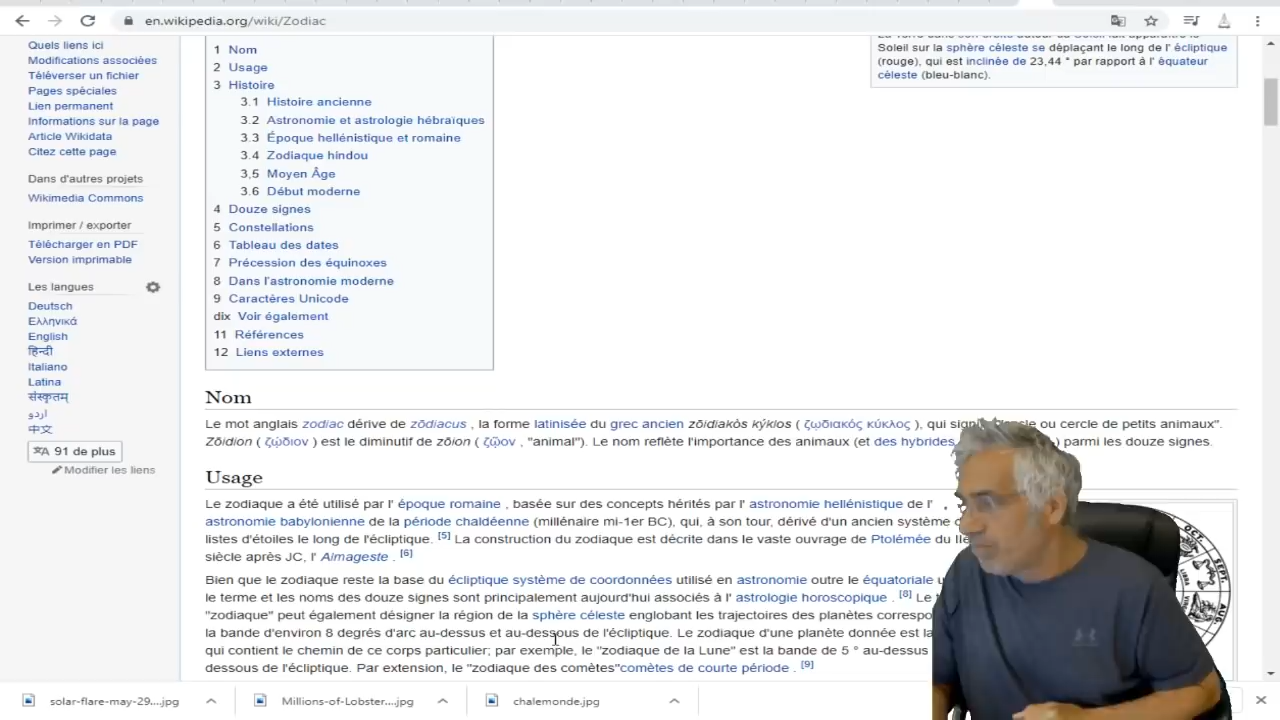 en.wikipedia.org/wiki/Zodiac
Quels liens ici
Modifications associées
Téléverser un fichier
Pages spéciales
Lien permanent
Informations sur la page
Article Wikidata
Citez cette page
Dans d'autres projets
Wikimedia Commons
Imprimer / exporter
Télécharger en PDF
Version imprimable
Les langues
Deutsch
Ελληνικά
English
हिन्दी
Italiano
Latina
संस्कृतम्
اردو
中文
91 de plus
Modifier les liens
1 Nom
2 Usage
3 Histoire
3.1 Histoire ancienne
3.2 Astronomie et astrologie hébraïques
3.3 Époque hellénistique et romaine
3.4 Zodiaque hindou
3,5 Moyen Âge
3.6 Début moderne
4 Douze signes
5 Constellations
6 Tableau des dates
7 Précession des équinoxes
8 Dans l'astronomie moderne
9 Caractères Unicode
dix Voir également
11 Références
12 Liens externes
Soleil sur la sphère céleste se déplaçant le long de l' écliptique
(rouge), qui est inclinée de 23,44 ° par rapport à l' équateur
céleste (bleu-blanc).
Nom
Le mot anglais zodiac dérive de zōdiacus , la forme latinisée du grec ancien zōidiakòs kýklos ( ζῳδιακός κύκλος ), qui ou cercle de petits animaux".
Zōidion ( ζῴδιον ) est le diminutif de zōion ( ζῷον , "animal"). Le nom reflète l'importance des animaux (et des hybrides ) parmi les douze signes.
Usage
Le zodiaque a été utilisé par l' époque romaine , basée sur des concepts hérités par l' astronomie hellénistique de l'
astronomie babylonienne de la période chaldéenne (millénaire mi-1er BC), qui, à son tour, dérivé d'un ancien système
listes d'étoiles le long de l'écliptique. [5] La construction du zodiaque est décrite dans le vaste ouvrage de Ptolémée du IIe
siècle après JC, l' Almageste . [6]
Bien que le zodiaque reste la base du écliptique système de coordonnées utilisé en astronomie outre le équatoriale
le terme et les noms des douze signes sont principalement aujourd'hui associés à l' astrologie horoscopique . [8] Le
"zodiaque" peut également désigner la région de la sphère céleste englobant les trajectoires des planètes
la bande d'environ 8 degrés d'arc au-dessus et au-dessous de l'écliptique. Le zodiaque d'une planète donnée est la
qui contient le chemin de ce corps particulier; par exemple, le "zodiaque de la Lune" est la bande de 5 ° au-dessus
dessous de l'écliptique. Par extension, le "zodiaque des comètes"comètes de courte période . [9]
OCT.
SEPT.
AUG
solar-flare-may-29....jpg
Millions-of-Lobster....jpg
chalemonde.jpg